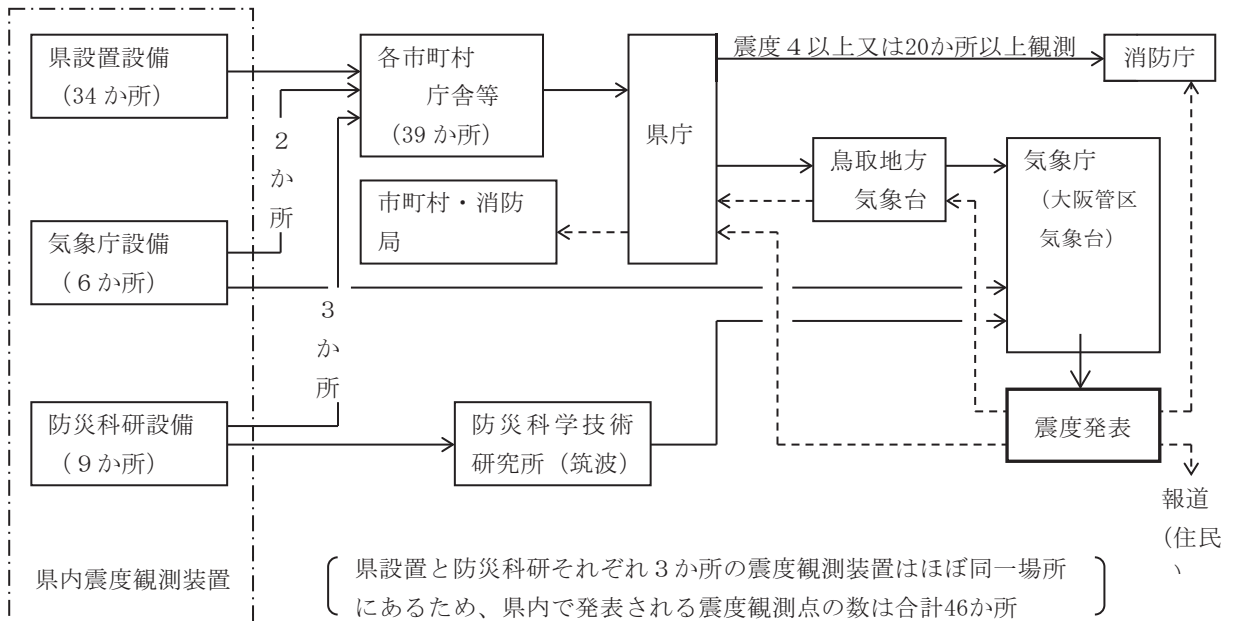 県設置設備
（34か所）
各市町村
庁舎等
（39か所）
県庁
震度４以上又は20か所以上観測
消防庁
２か所
鳥取地方
気象台
気象庁
（大阪管区
気象台）
市町村・消防
局
気象庁設備
（６か所）
３か所
防災科研設備
（９か所）
防災科学技術
研究所（筑波）
震度発表
報道
（住民
）
県内震度観測装置
県設置と防災科研それぞれ３か所の震度観測装置はほぼ同一場所
にあるため、県内で発表される震度観測点の数は合計46か所